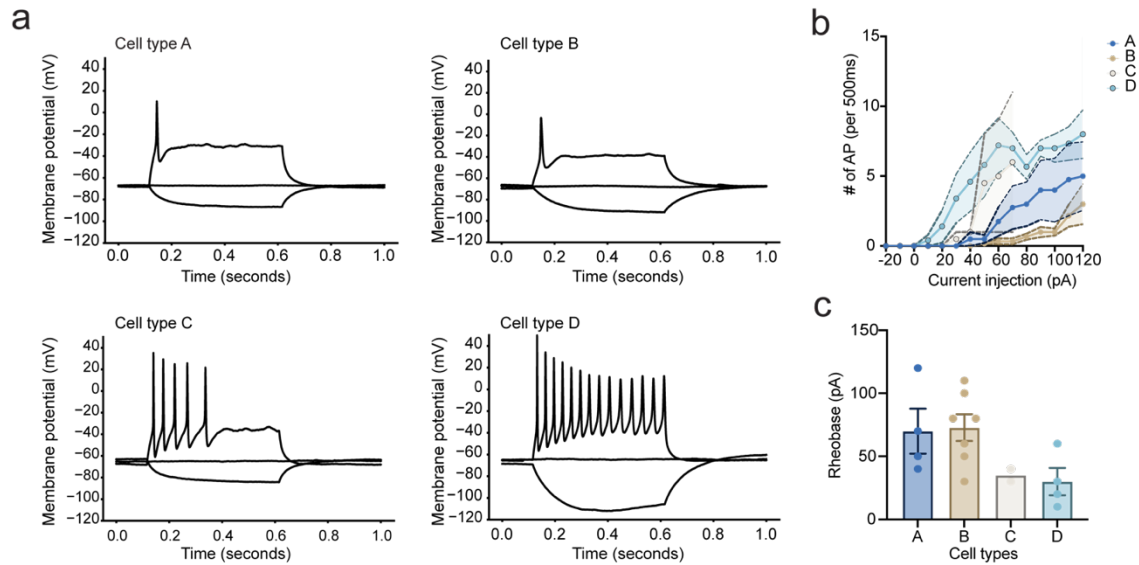 a
Cell type A
Membrane potential (mV)
40
20
0
−20
−40
−60
−80
−100
−120
0.0 0.2 0.4 0.6 0.8 1.0
Time (seconds)
Cell type B
Membrane potential (mV)
40
20
0
−20
−40
−60
−80
−100
−120
0.0 0.2 0.4 0.6 0.8 1.0
Time (seconds)
Cell type C
Membrane potential (mV)
40
20
0
−20
−40
−60
−80
−100
−120
0.0 0.2 0.4 0.6 0.8 1.0
Time (seconds)
Cell type D
Membrane potential (mV)
40
20
0
−20
−40
−60
−80
−100
−120
0.0 0.2 0.4 0.6 0.8 1.0
Time (seconds)
b
# of AP (per 500ms)
15
10
5
0
-20 0 20 40 60 80 100 120
Current injection (pA)
A
B
C
D
c
Rheobase (pA)
150
100
50
0
A B C D
Cell types